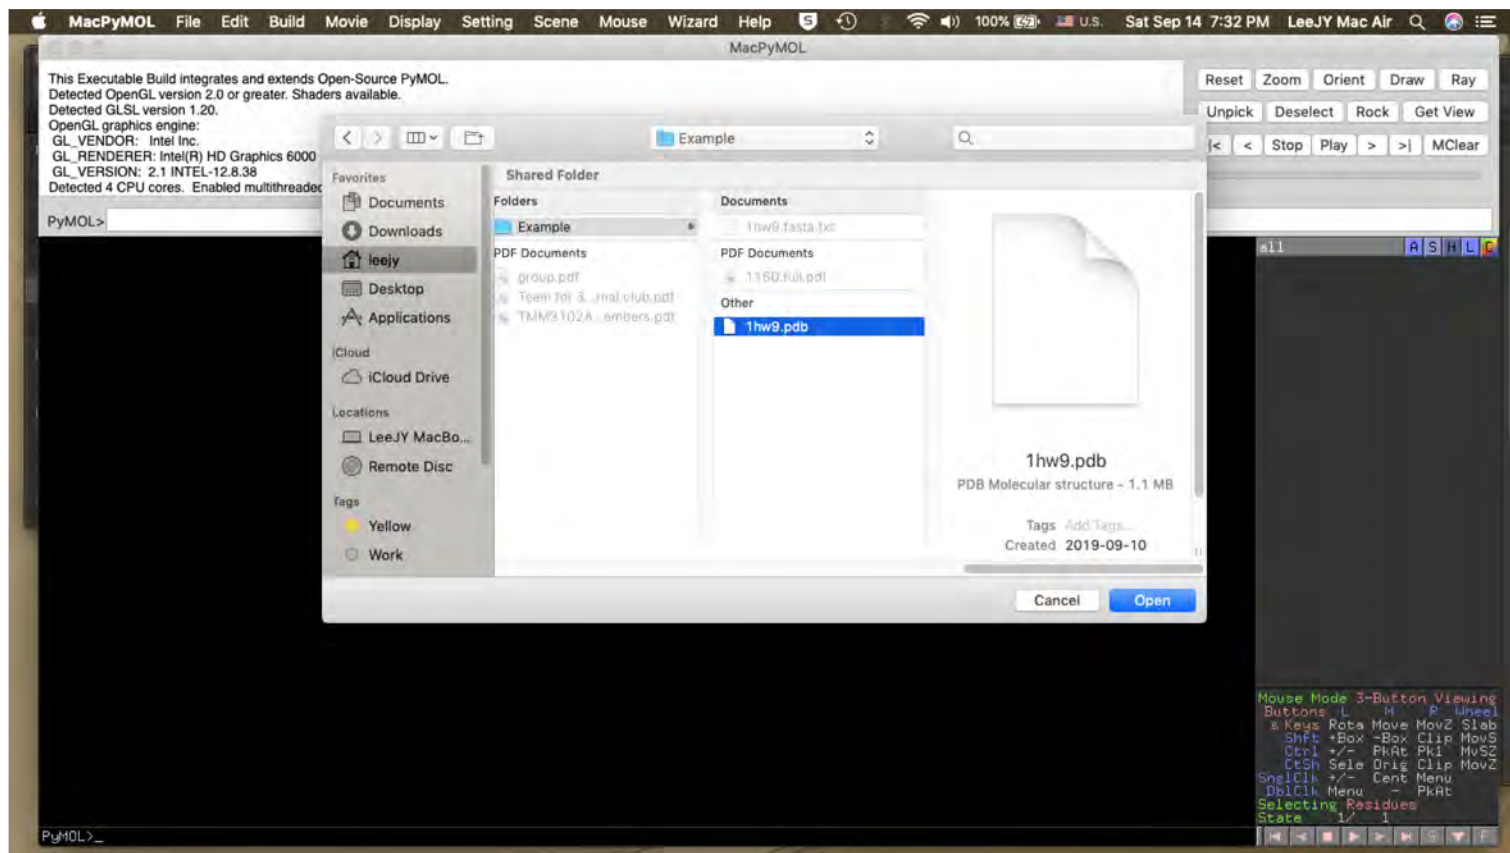 MacPyMOL File Edit Build Movie Display Setting Scene Mouse Wizard Help 100% U.S. Sat Sep 14 7:32 PM LeeJY Mac Air
MacPyMOL
This Executable Build integrates and extends Open-Source PyMOL.
Detected OpenGL version 2.0 or greater. Shaders available.
Detected GLSL version 1.20.
OpenGL graphics engine:
GL_VENDOR: Intel Inc.
GL_RENDERER: Intel(R) HD Graphics 6000
GL_VERSION: 2.1 INTEL-12.8.38
Detected 4 CPU cores. Enabled multithreaded
PyMOL>
Reset Zoom Orient Draw Ray
Unpick Deselect Rock Get View
|< < Stop Play > >| MClear
Example
Favorites
Documents
Downloads
leejy
Desktop
Applications
iCloud
iCloud Drive
Locations
LeeJY MacBo...
Remote Disc
Tags
Yellow
Work
Shared Folder
Folders
Example
PDF Documents
group.pdf
TMM3102A...embers.pdf
Documents
1hw9.fasta.txt
PDF Documents
1160.full.pdf
Other
1hw9.pdb
1hw9.pdb
PDB Molecular structure - 1.1 MB
Tags Add Tags...
Created 2019-09-10
Cancel Open
all A S H L C
Mouse Mode 3-Button Viewing
Buttons L M R Wheel
& Keys Rota Move MovZ Slab
Shft +Box -Box Clip MovS
Ctrl +/- PkAt Pk1 MvSZ
CtSh Sele Orig Clip MovZ
SnglClk +/- Cent Menu
DblClk Menu - PkAt
Selecting Residues
State 1/ 1
S F
PyMOL>_